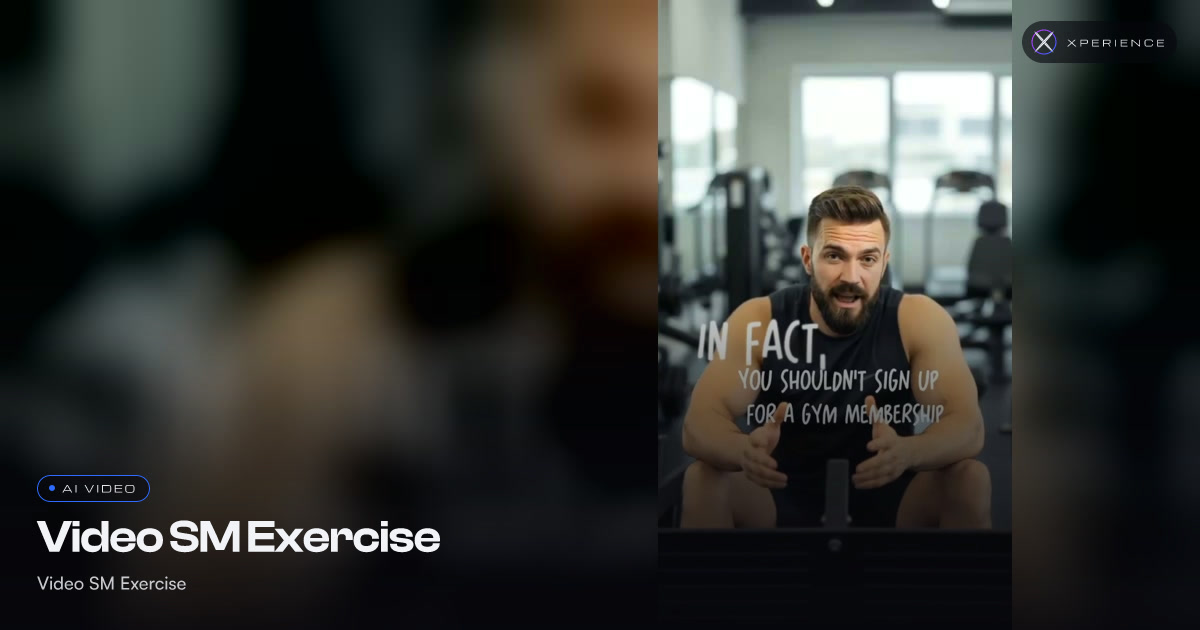 XPERIENCE
IN FACT,
YOU SHOULDN'T SIGN UP
FOR A GYM MEMBERSHIP
AI VIDEO
Video SM Exercise
Video SM Exercise